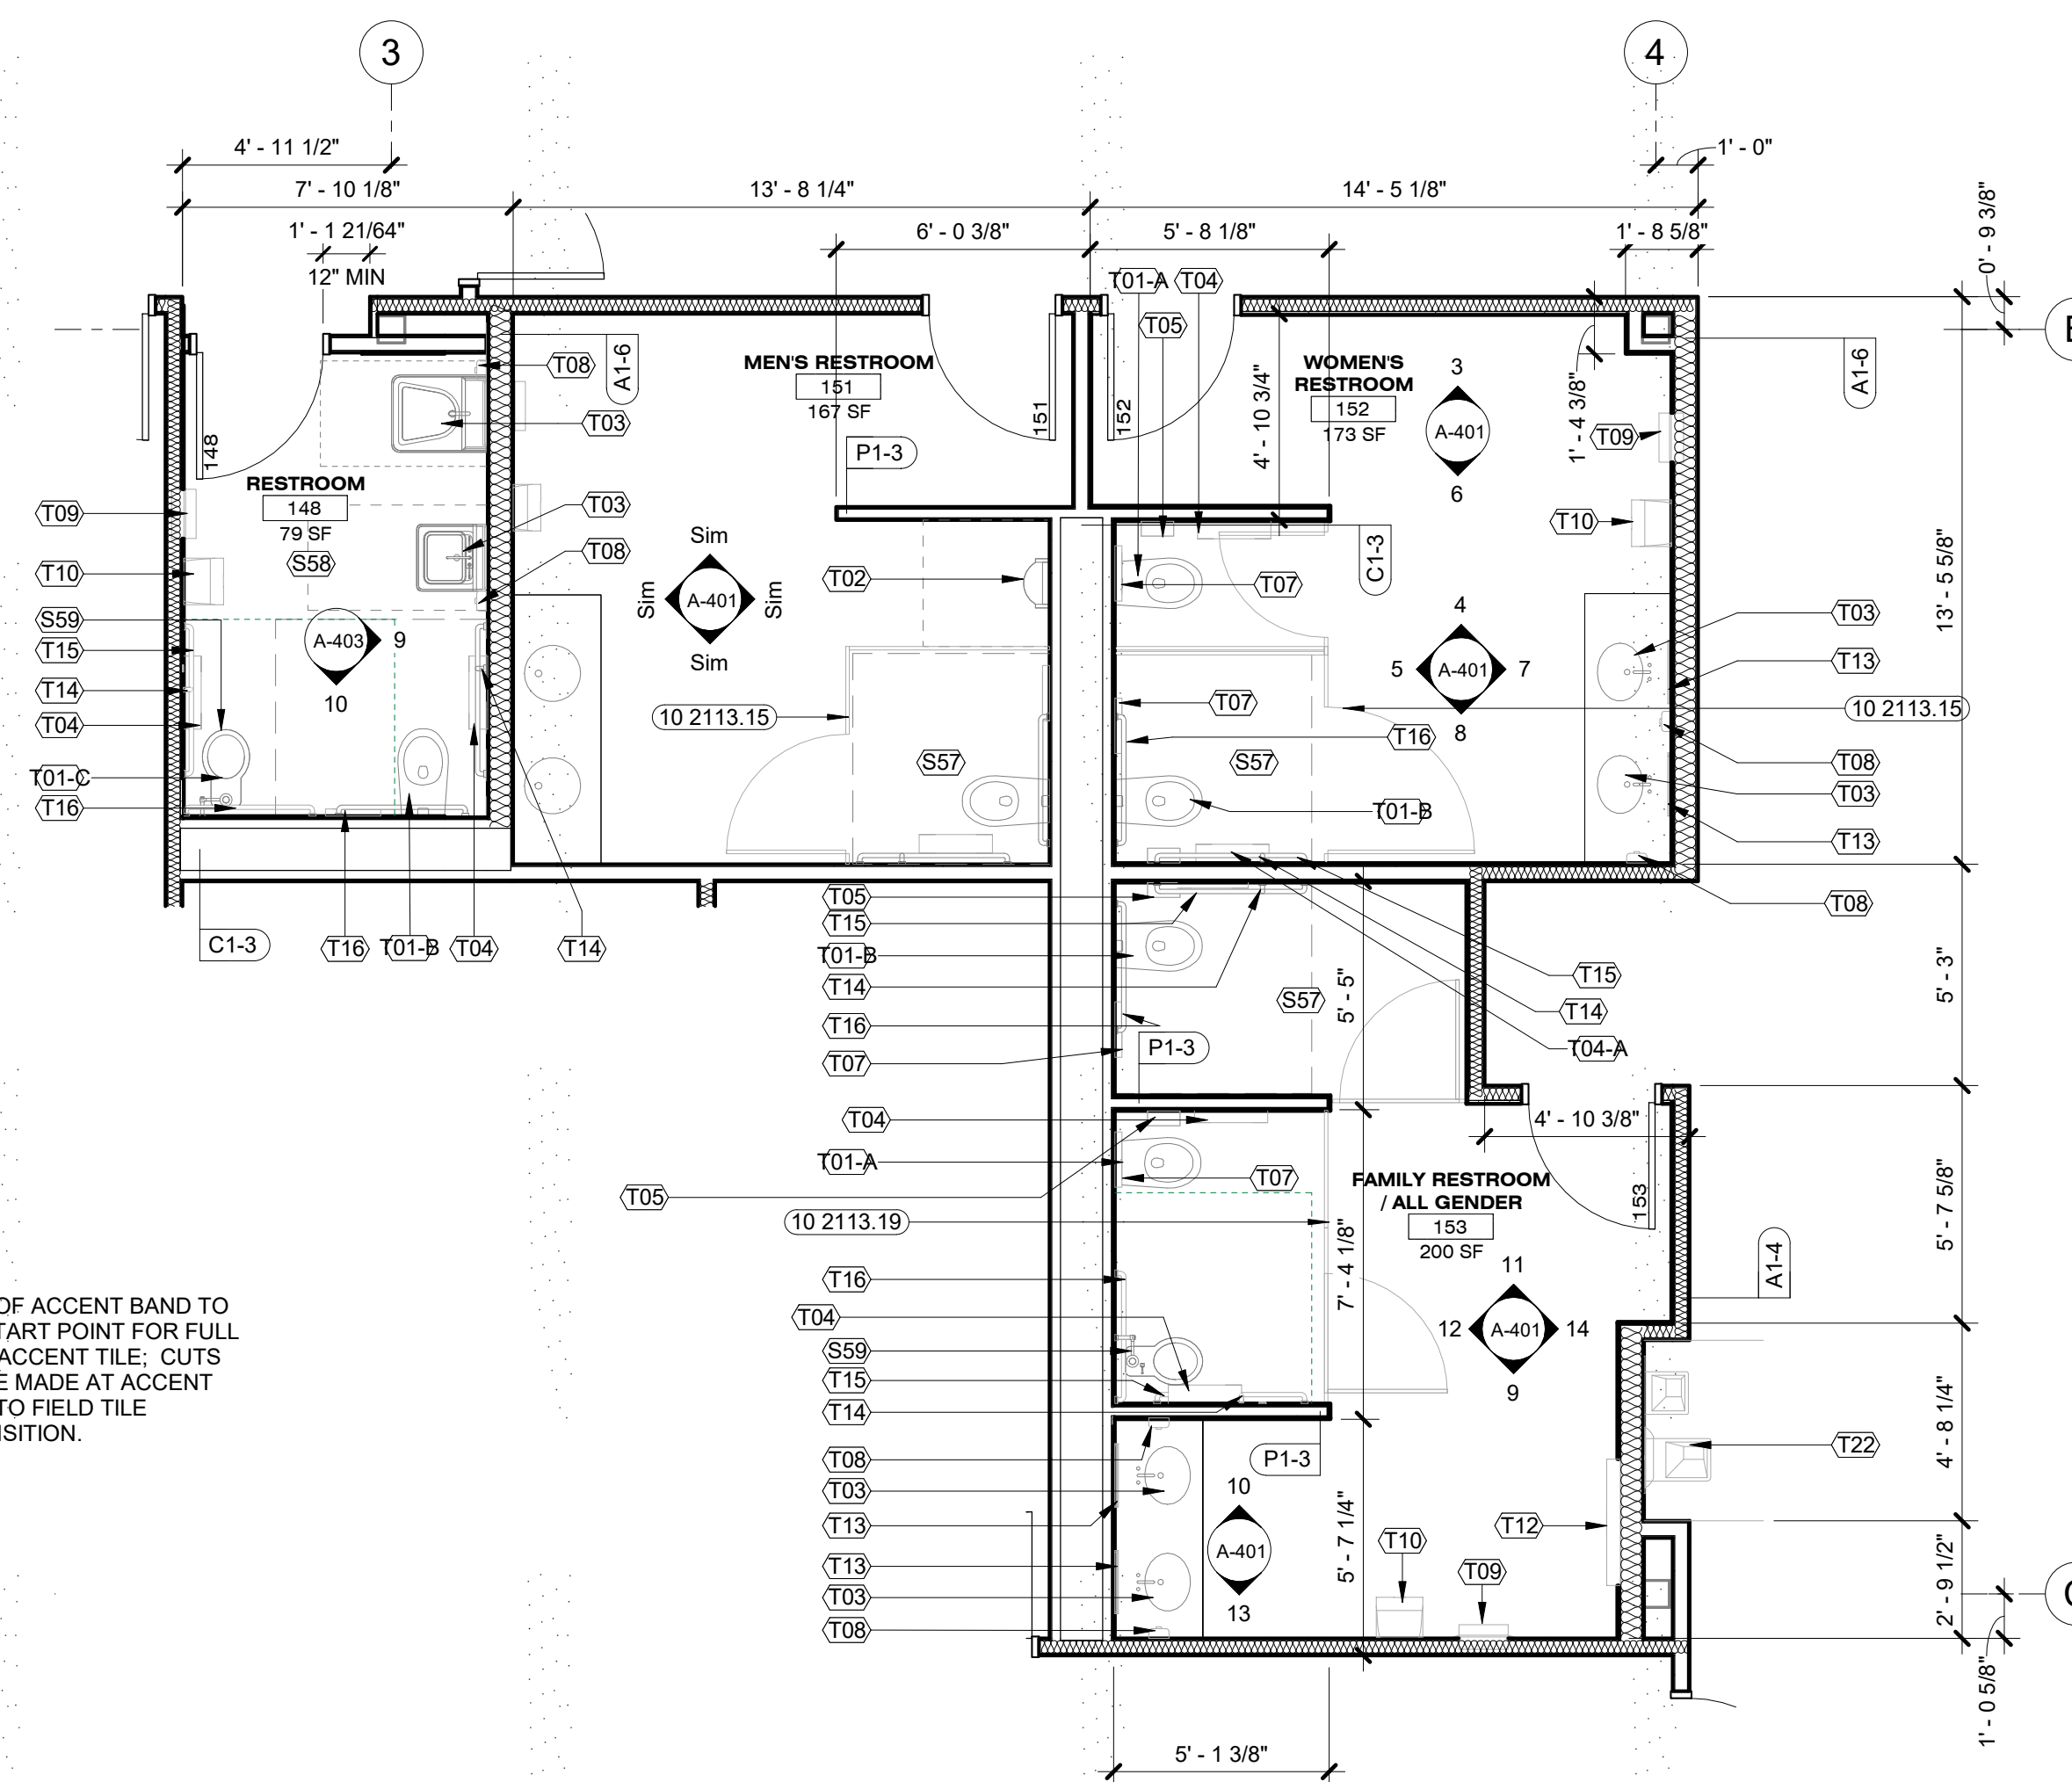 3
4
4' - 11 1/2"
1' - 0"
7' - 10 1/8"
13' - 8 1/4"
14' - 5 1/8"
1' - 1 21/64"
12" MIN
6' - 0 3/8"
5' - 8 1/8"
1' - 8 5/8"
0' - 9 3/8"
T01-A
T04
T05
T08
A1-6
MEN'S RESTROOM
151
167 SF
151
152
WOMEN'S
RESTROOM
152
173 SF
3
A-401
6
4' - 10 3/4"
1' - 4 3/8"
A1-6
T09
T03
148
P1-3
RESTROOM
148
79 SF
S58
T09
T03
T10
T10
T08
Sim
Sim
A-401
Sim
Sim
T02
T07
C1-3
13' - 5 5/8"
S59
T15
T14
T04
T01-C
T16
A-403
9
10
4
5
A-401
7
8
T03
T13
10 2113.15
10 2113.15
T07
T16
S57
S57
T01-B
T08
T03
T13
T08
C1-3
T16
T01-B
T04
T14
T05
T15
T01-B
T14
T16
T07
S57
P1-3
5' - 5"
T15
T14
T04-A
5' - 3"
T04
T01-A
T05
T07
10 2113.19
4' - 10 3/8"
FAMILY RESTROOM
/ ALL GENDER
153
200 SF
153
5' - 7 5/8"
A1-4
7' - 4 1/8"
T16
T04
S59
T15
T14
11
12
A-401
14
9
OF ACCENT BAND TO
TART POINT FOR FULL
ACCENT TILE; CUTS
E MADE AT ACCENT
TO FIELD TILE
SITION.
T08
T03
T13
T13
T03
T08
P1-3
10
A-401
13
5' - 7 1/4"
T10
T09
T12
T22
4' - 8 1/4"
2' - 9 1/2"
1' - 0 5/8"
5' - 1 3/8"